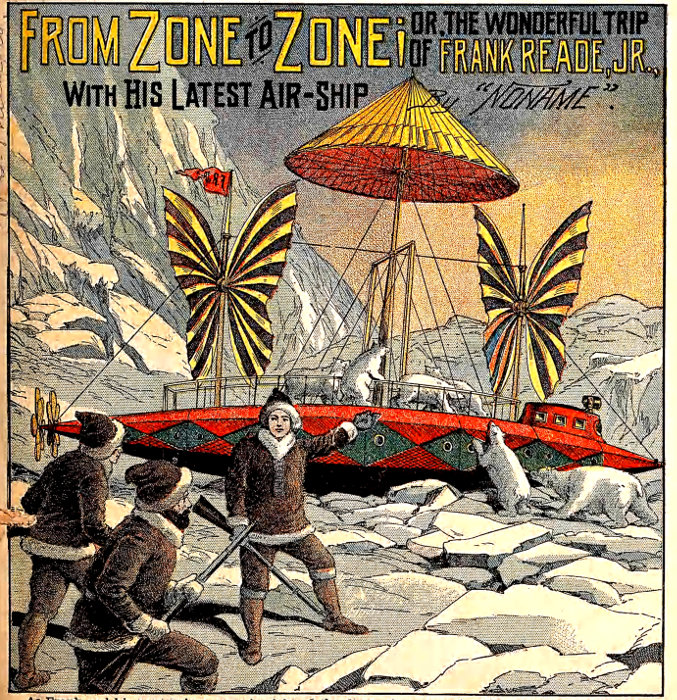 FROM ZONE TO ZONE; OR, THE WONDERFUL TRIP
OF FRANK READE, JR.,
WITH HIS LATEST AIR-SHIP By "NONAME".